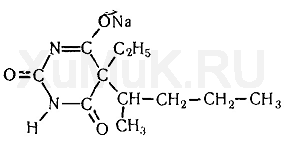 ONa
N=C C₂H₅
O=C C
N–C CH–CH₂–CH₂–CH₃
H O CH₃
XuMuK.RU